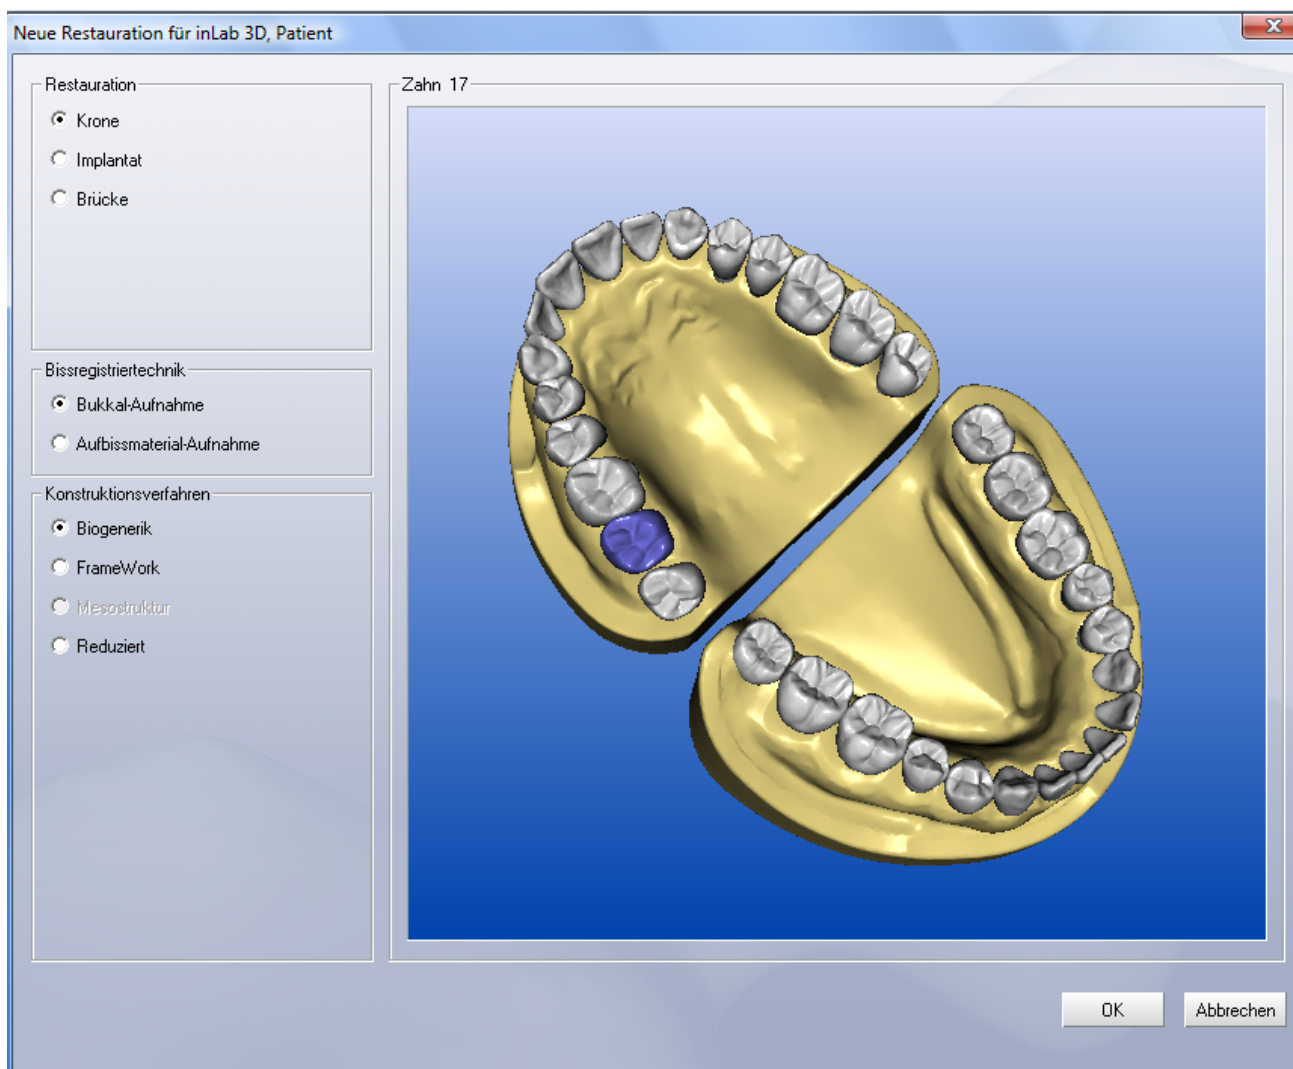 Neue Restauration für inLab 3D, Patient
Restauration
Krone
Implantat
Brücke
Bissregistriertechnik
Bukkal-Aufnahme
Aufbissmaterial-Aufnahme
Konstruktionsverfahren
Biogenerik
FrameWork
Mesostruktur
Reduziert
Zahn 17
OK
Abbrechen